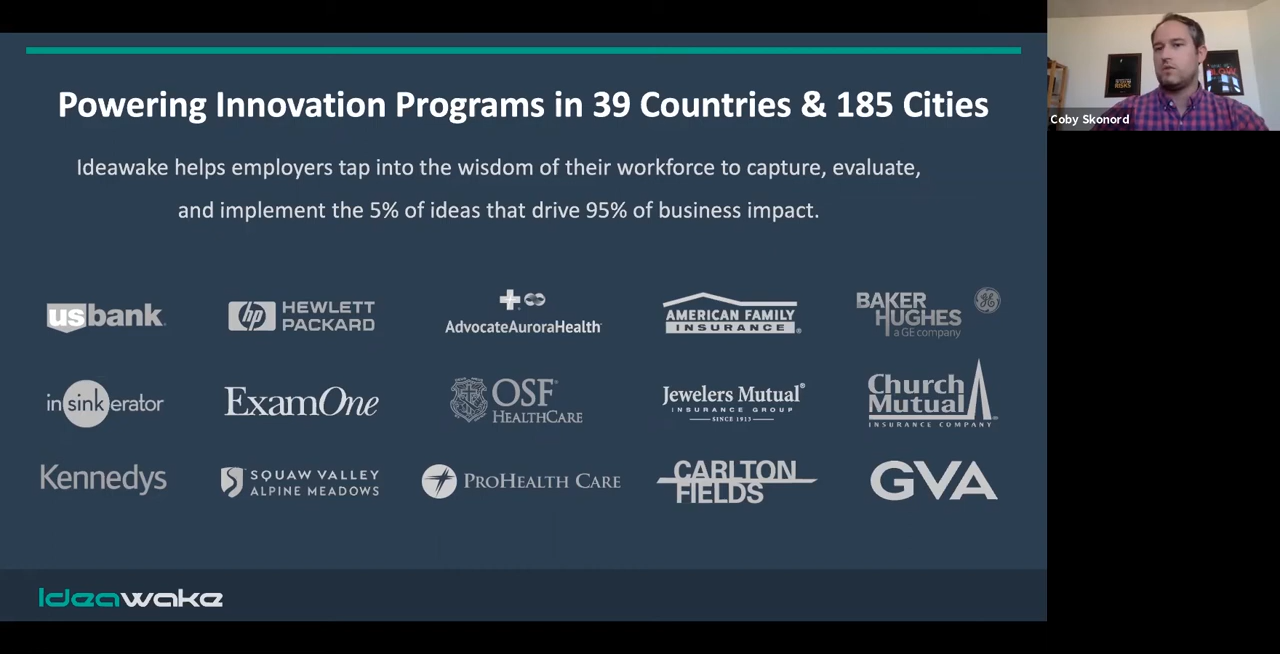 Powering Innovation Programs in 39 Countries & 185 Cities
Ideawake helps employers tap into the wisdom of their workforce to capture, evaluate,
and implement the 5% of ideas that drive 95% of business impact.
usbank
hp HEWLETT
PACKARD
AdvocateAuroraHealth
AMERICAN FAMILY
INSURANCE
BAKER
HUGHES
a GE company
GE
insinkerator
ExamOne
OSF
HEALTHCARE
Jewelers Mutual
INSURANCE GROUP
SINCE 1913
Church
Mutual
INSURANCE COMPANY
Kennedys
SQUAW VALLEY
ALPINE MEADOWS
PROHEALTH CARE
CARLTON
FIELDS
GVA
Ideawake
Coby Skonord
RISKS